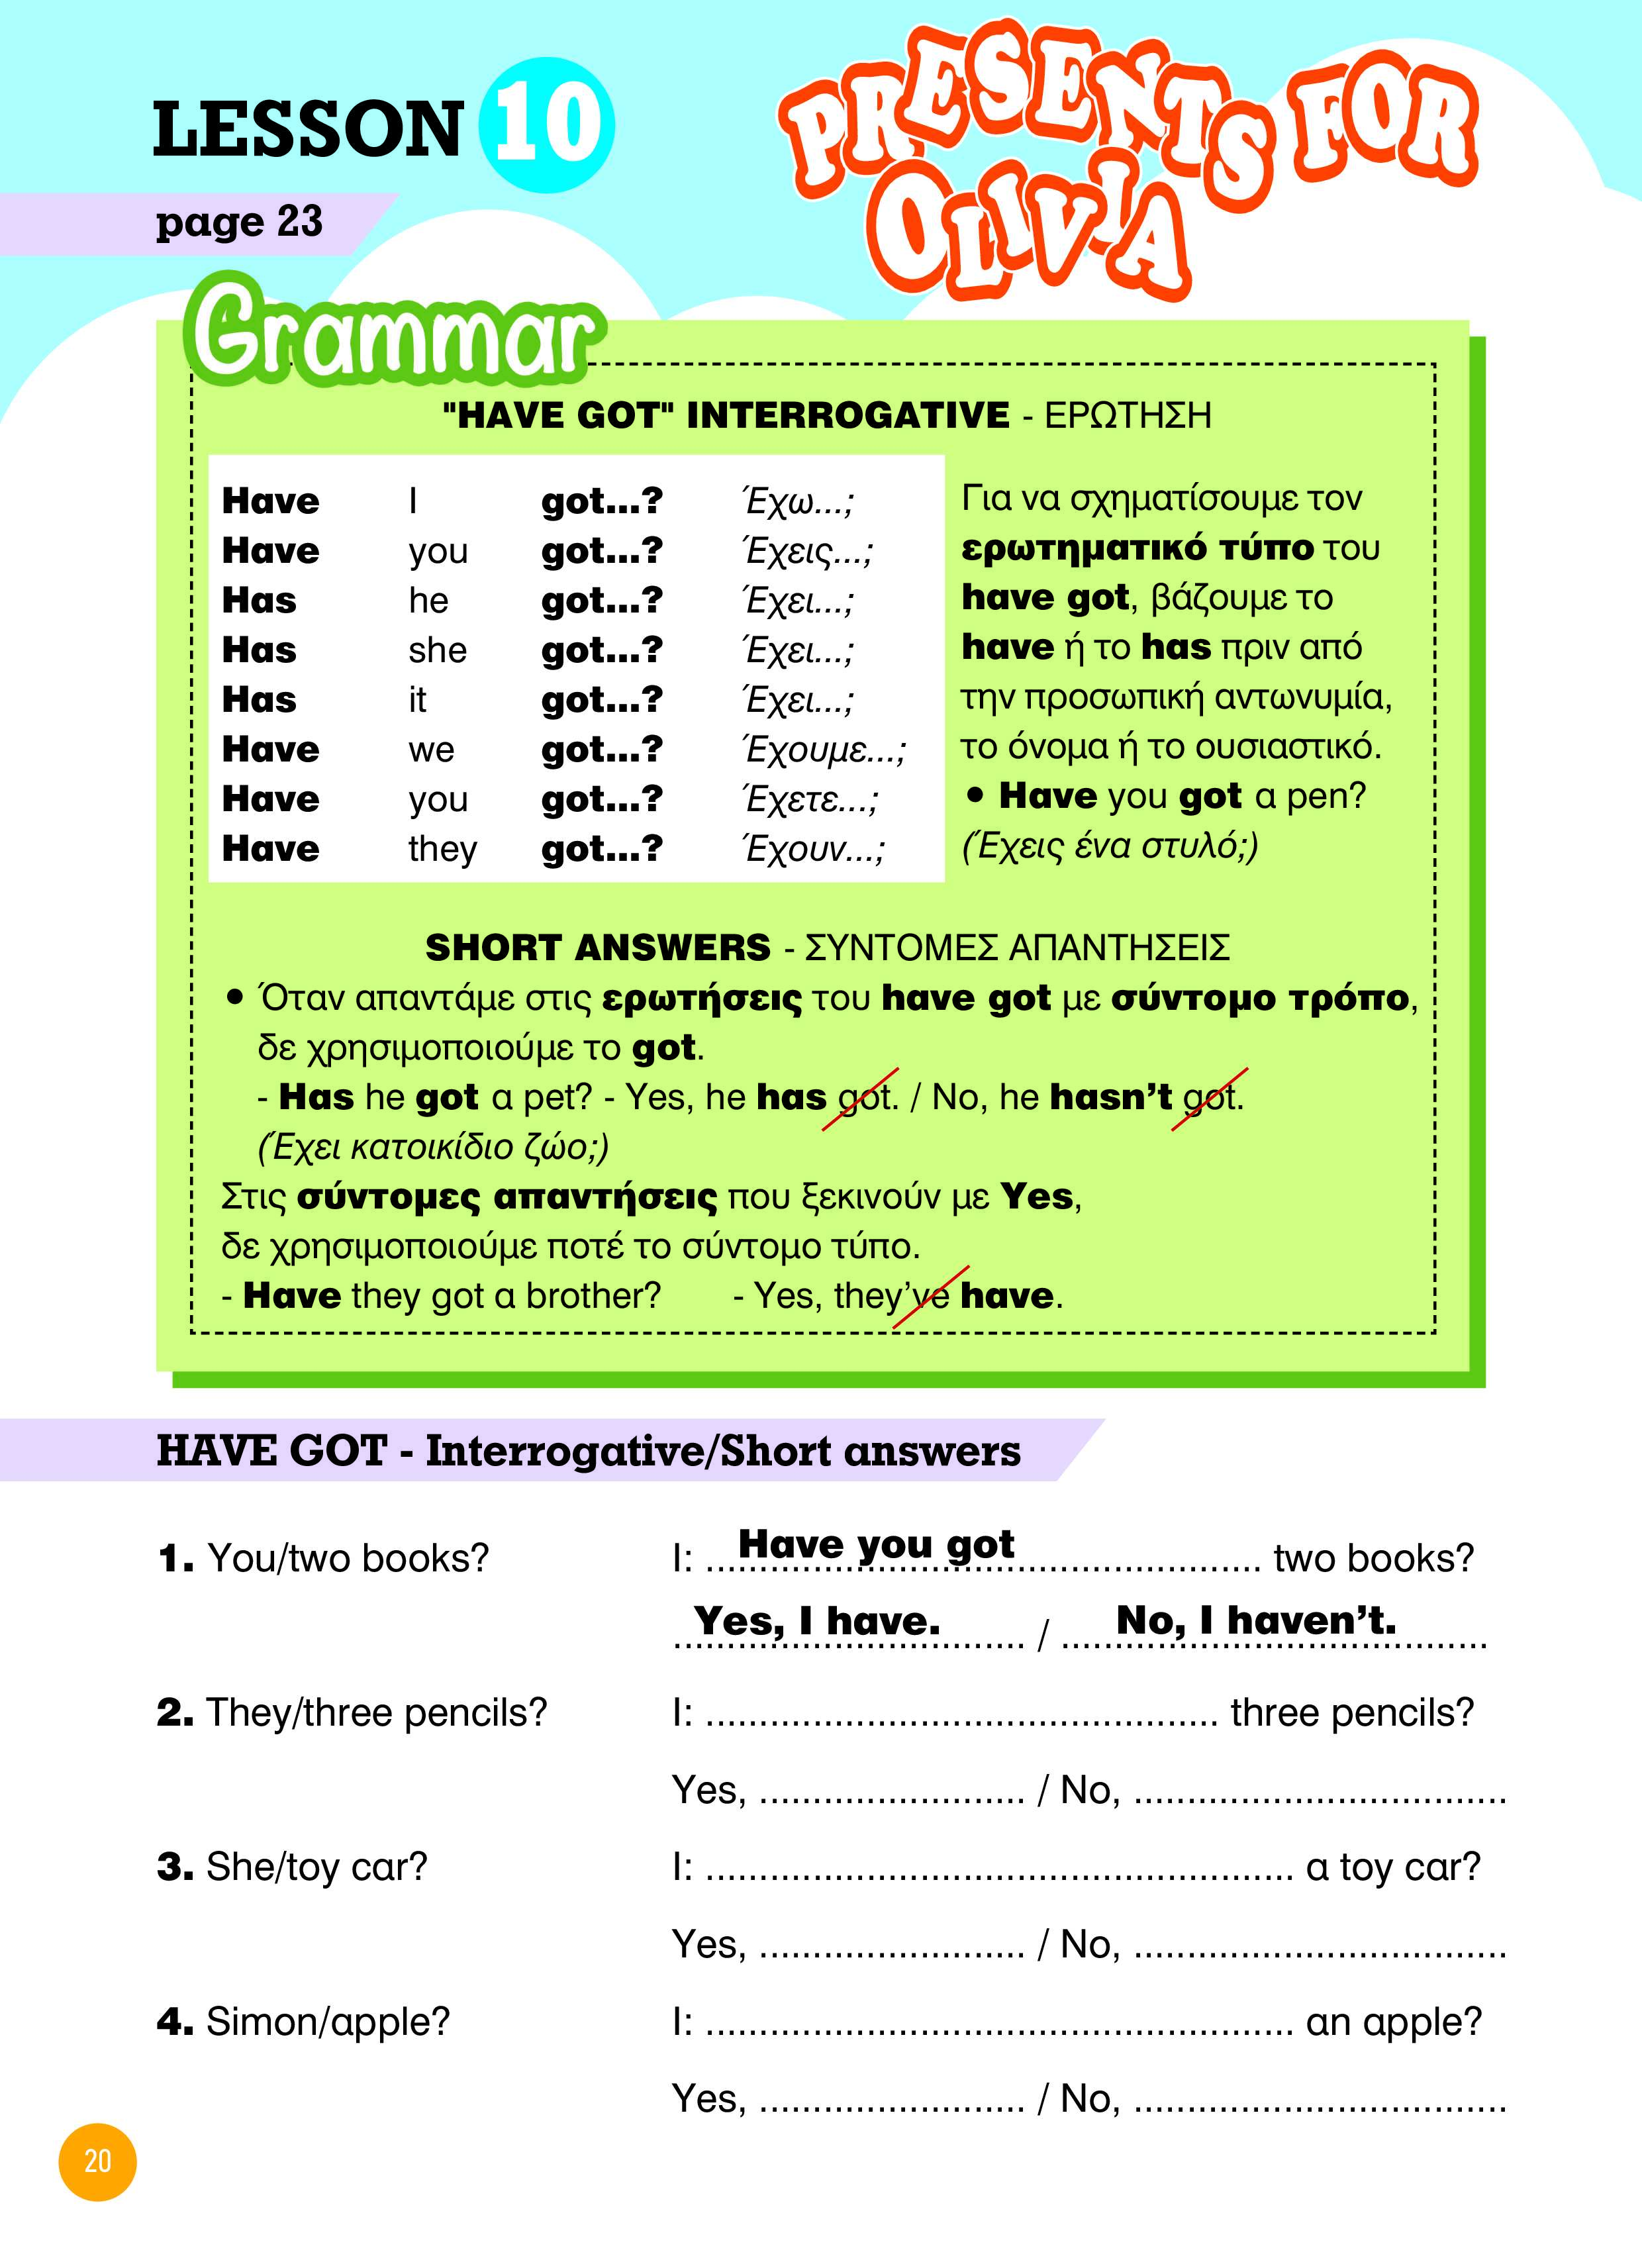 LESSON 10
PRESENTS FOR
OLIVIA
page 23
Grammar
"HAVE GOT" INTERROGATIVE - ΕΡΩΤΗΣΗ
Have I got...? Έχω...;
Have you got...? Έχεις...;
Has he got...? Έχει...;
Has she got...? Έχει...;
Has it got...? Έχει...;
Have we got...? Έχουμε...;
Have you got...? Έχετε...;
Have they got...? Έχουν...;
Για να σχηματίσουμε τον
ερωτηματικό τύπο του
have got, βάζουμε το
have ή το has πριν από
την προσωπική αντωνυμία,
το όνομα ή το ουσιαστικό.
• Have you got a pen?
(Έχεις ένα στυλό;)
SHORT ANSWERS - ΣΥΝΤΟΜΕΣ ΑΠΑΝΤΗΣΕΙΣ
• Όταν απαντάμε στις ερωτήσεις του have got με σύντομο τρόπο,
δε χρησιμοποιούμε το got.
- Has he got a pet? - Yes, he has got. / No, he hasn't got.
(Έχει κατοικίδιο ζώο;)
Στις σύντομες απαντήσεις που ξεκινούν με Yes,
δε χρησιμοποιούμε ποτέ το σύντομο τύπο.
- Have they got a brother? - Yes, they've have.
HAVE GOT - Interrogative/Short answers
1. You/two books? I: Have you got two books?
Yes, I have. / No, I haven't.
2. They/three pencils? I: ................................................ three pencils?
Yes, ......................... / No, ...................................
3. She/toy car? I: ....................................................... a toy car?
Yes, ......................... / No, ...................................
4. Simon/apple? I: ....................................................... an apple?
Yes, ......................... / No, ...................................
20